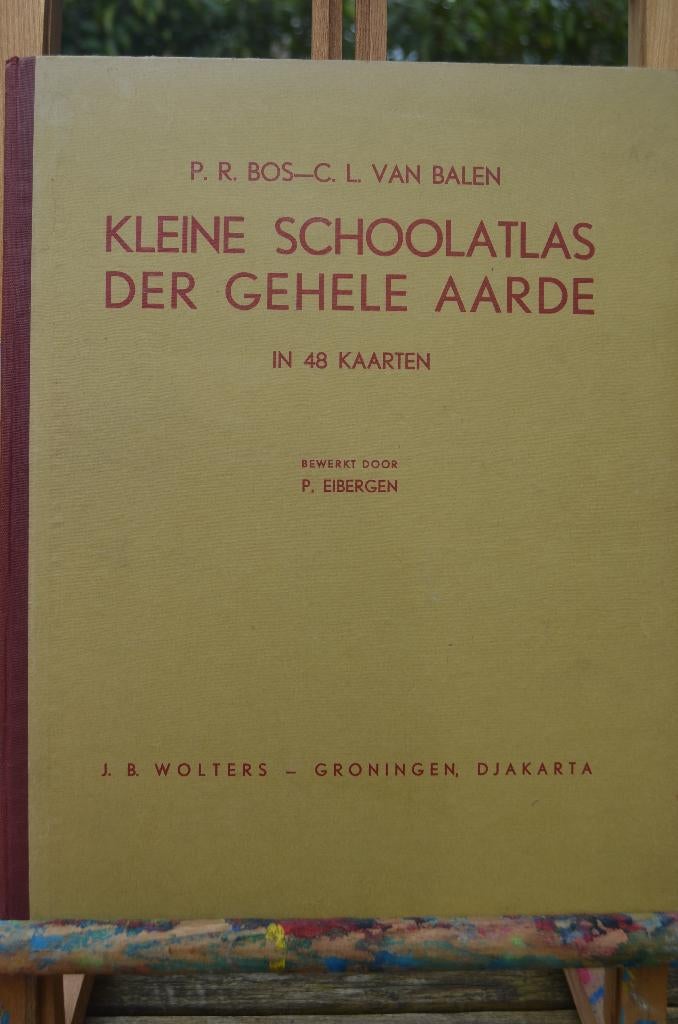 P. R. BOS—C. L. VAN BALEN
KLEINE SCHOOLATLAS
DER GEHELE AARDE
IN 48 KAARTEN
BEWERKT DOOR
P. EIBERGEN
J. B. WOLTERS – GRONINGEN, DJAKARTA